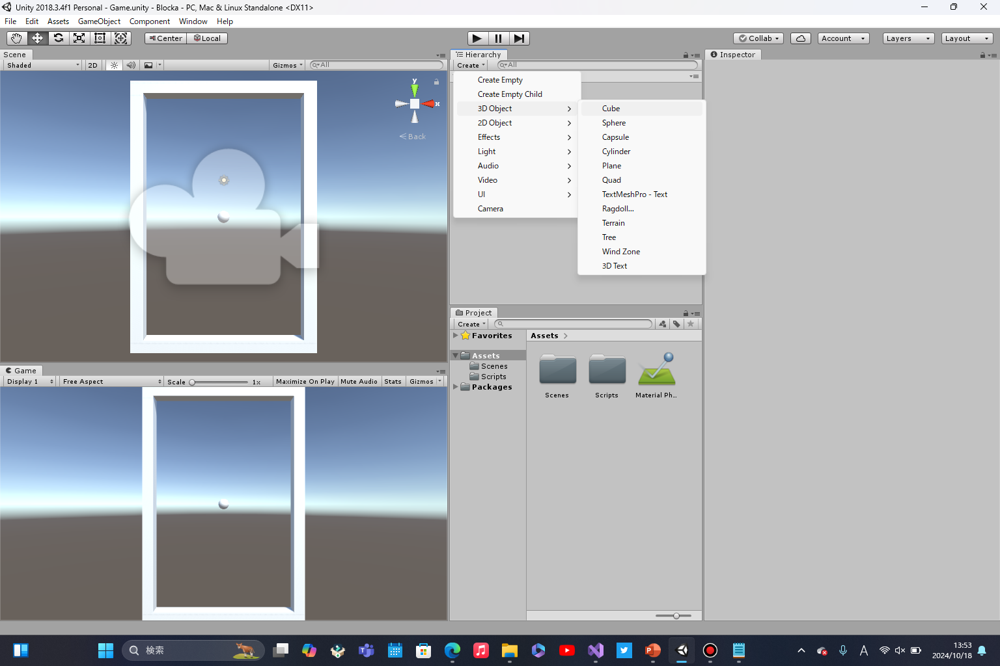 Unity 2018.3.4f1 Personal - Game.unity - Blocka - PC, Mac & Linux Standalone <DX11>
File Edit Assets GameObject Component Window Help
Center Local Collab Account Layers Layout
Scene
Shaded 2D Gizmos All
y
x
Back
Hierarchy
Create All
Create Empty
Create Empty Child
3D Object
2D Object
Effects
Light
Audio
Video
UI
Camera
Cube
Sphere
Capsule
Cylinder
Plane
Quad
TextMeshPro - Text
Ragdoll...
Terrain
Tree
Wind Zone
3D Text
Inspector
Game
Display 1 Free Aspect Scale 1x Maximize On Play Mute Audio Stats Gizmos
Project
Create
Favorites
Assets
Scenes
Scripts
Packages
Assets
Scenes Scripts Material Ph...
検索
A
13:53
2024/10/18